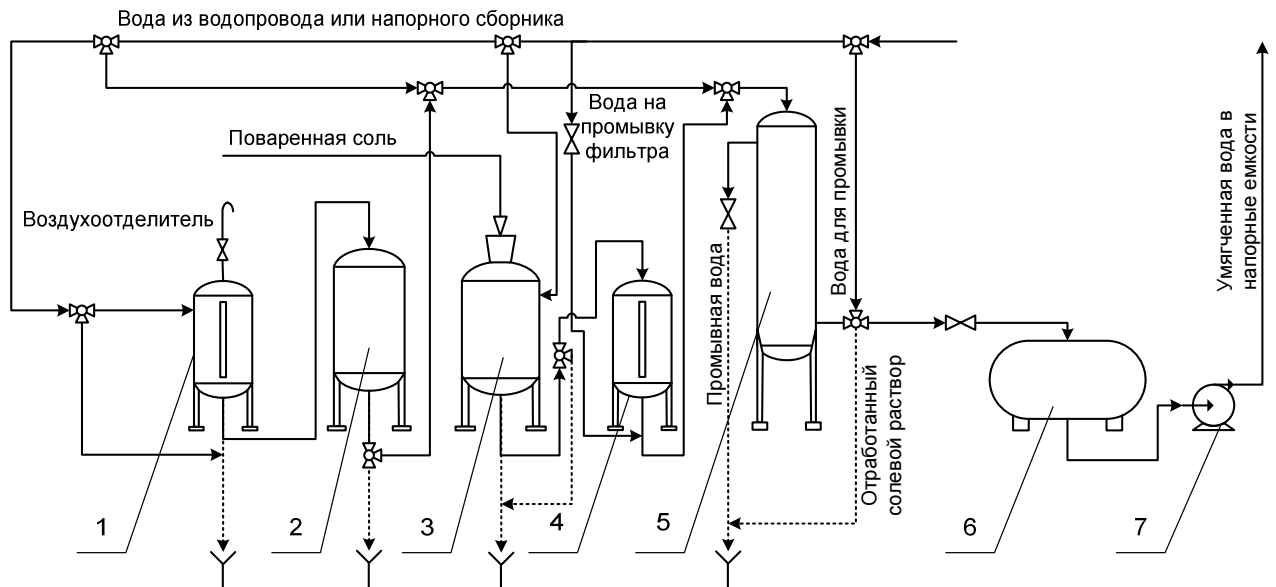 Вода из водопровода или напорного сборника
Вода на
промывку
фильтра
Поваренная соль
Воздухоотделитель
Промывная вода
Вода для промывки
Отработанный
солевой раствор
Умягченная вода в
напорные емкости
1
2
3
4
5
6
7